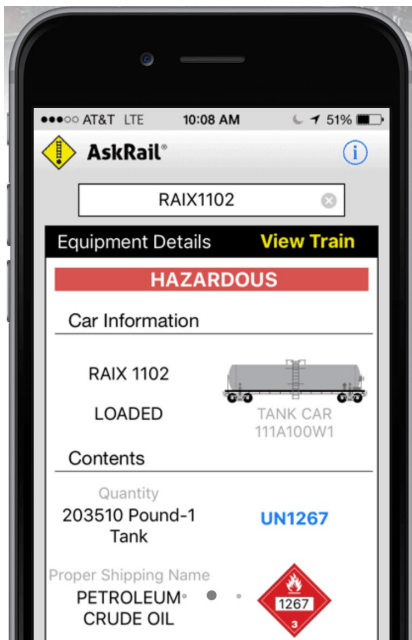 AT&T LTE 10:08 AM 51%
AskRail®
RAIX1102
Equipment Details View Train
HAZARDOUS
Car Information
RAIX 1102
LOADED
TANK CAR
111A100W1
Contents
Quantity
203510 Pound-1
Tank
UN1267
Proper Shipping Name
PETROLEUM
CRUDE OIL
1267
3